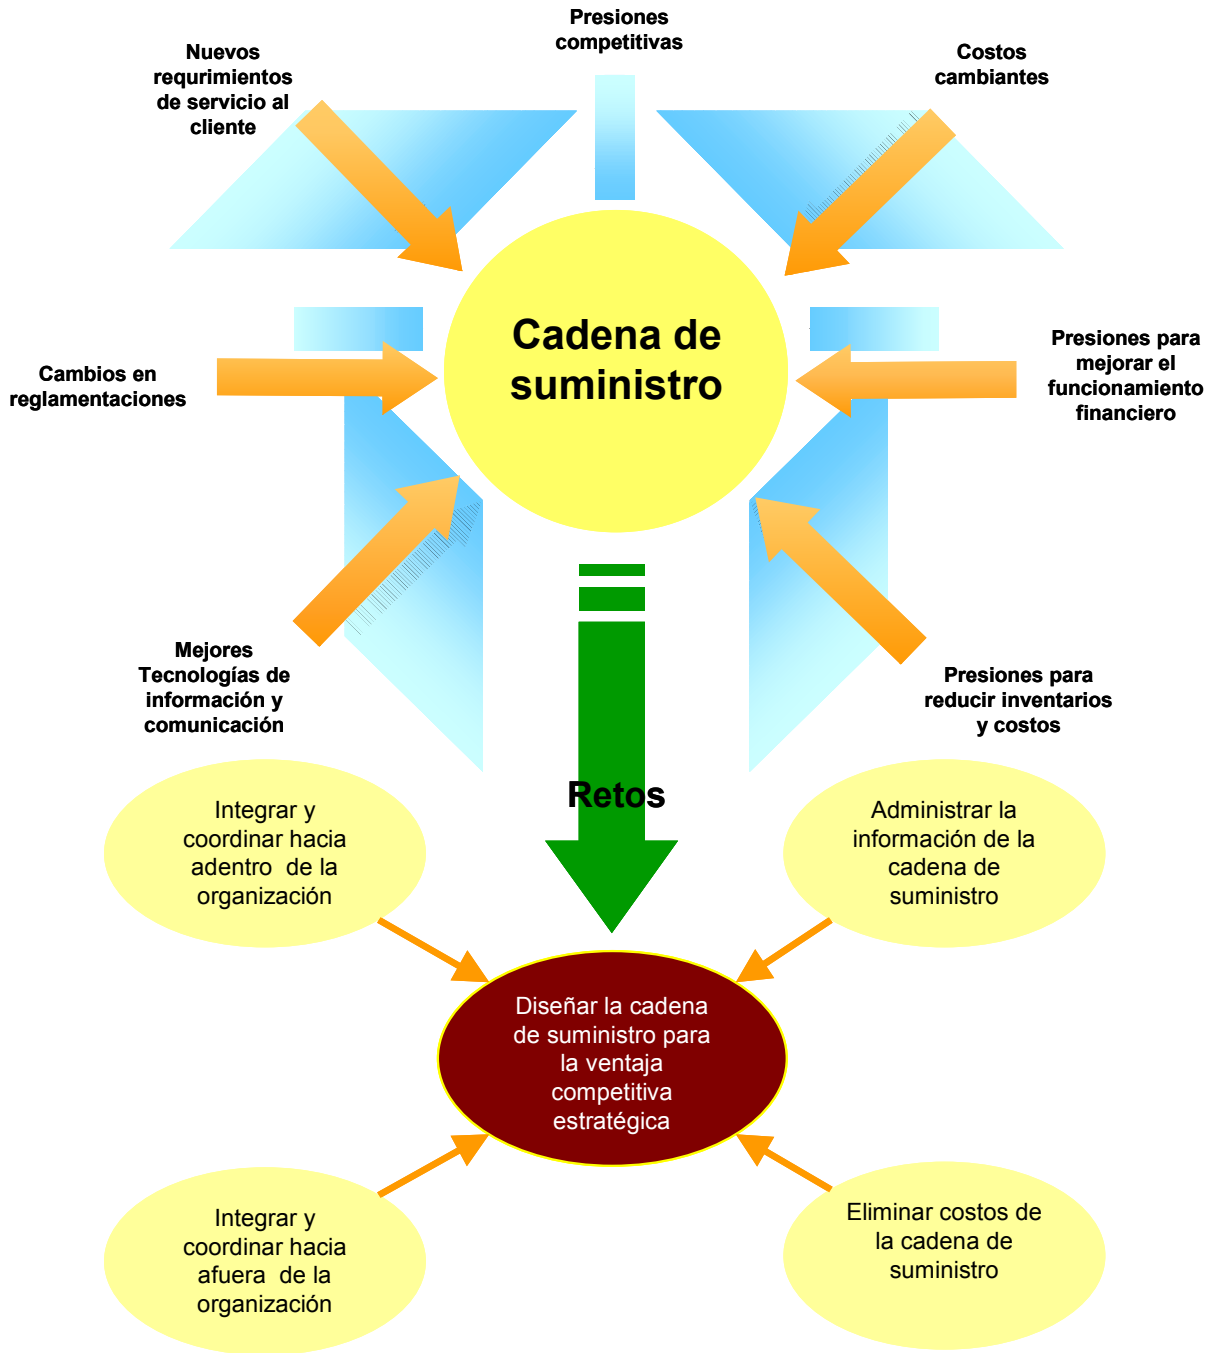 Presiones
competitivas
Nuevos
requrimientos
de servicio al
cliente
Costos
cambiantes
Cadena de
suministro
Cambios en
reglamentaciones
Presiones para
mejorar el
funcionamiento
financiero
Mejores
Tecnologías de
información y
comunicación
Presiones para
reducir inventarios
y costos
Retos
Integrar y
coordinar hacia
adentro de la
organización
Administrar la
información de la
cadena de
suministro
Diseñar la cadena
de suministro para
la ventaja
competitiva
estratégica
Integrar y
coordinar hacia
afuera de la
organización
Eliminar costos de
la cadena de
suministro